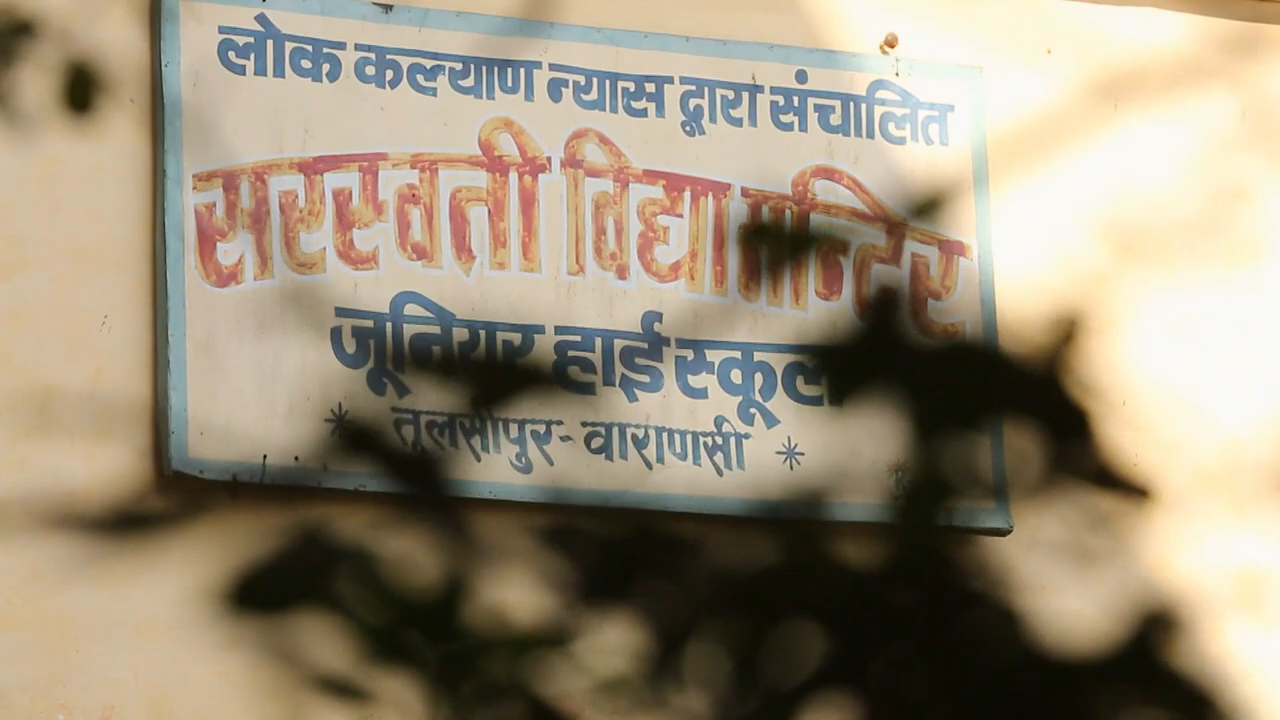 लोक कल्याण न्यास द्वारा संचालित
सरस्वती विद्या मन्दिर
जूनियर हाई स्कूल
* तूलसीपुर- वाराणसी *